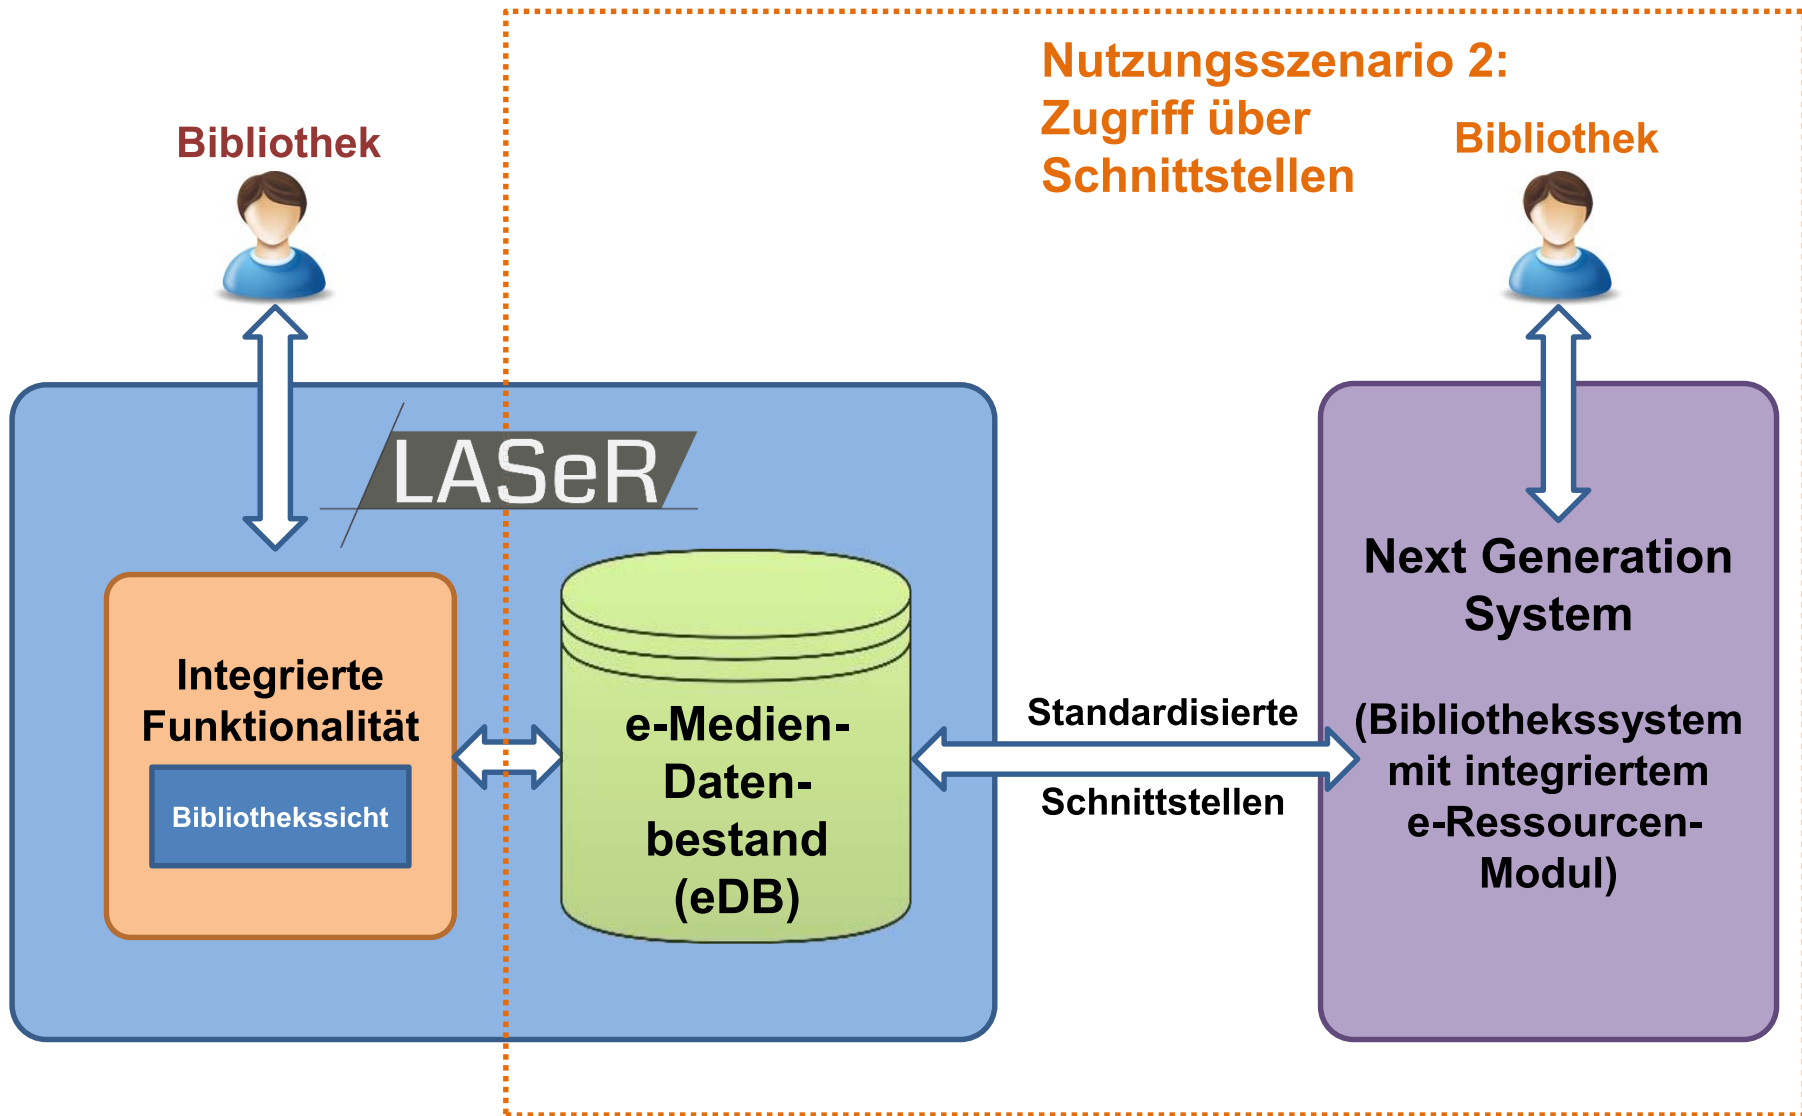 Nutzungsszenario 2:
Zugriff über
Schnittstellen
Bibliothek
Bibliothek
LASeR
Integrierte
Funktionalität
Bibliothekssicht
e-Medien-
Daten-
bestand
(eDB)
Standardisierte
Schnittstellen
Next Generation
System
(Bibliothekssystem
mit integriertem
e-Ressourcen-
Modul)